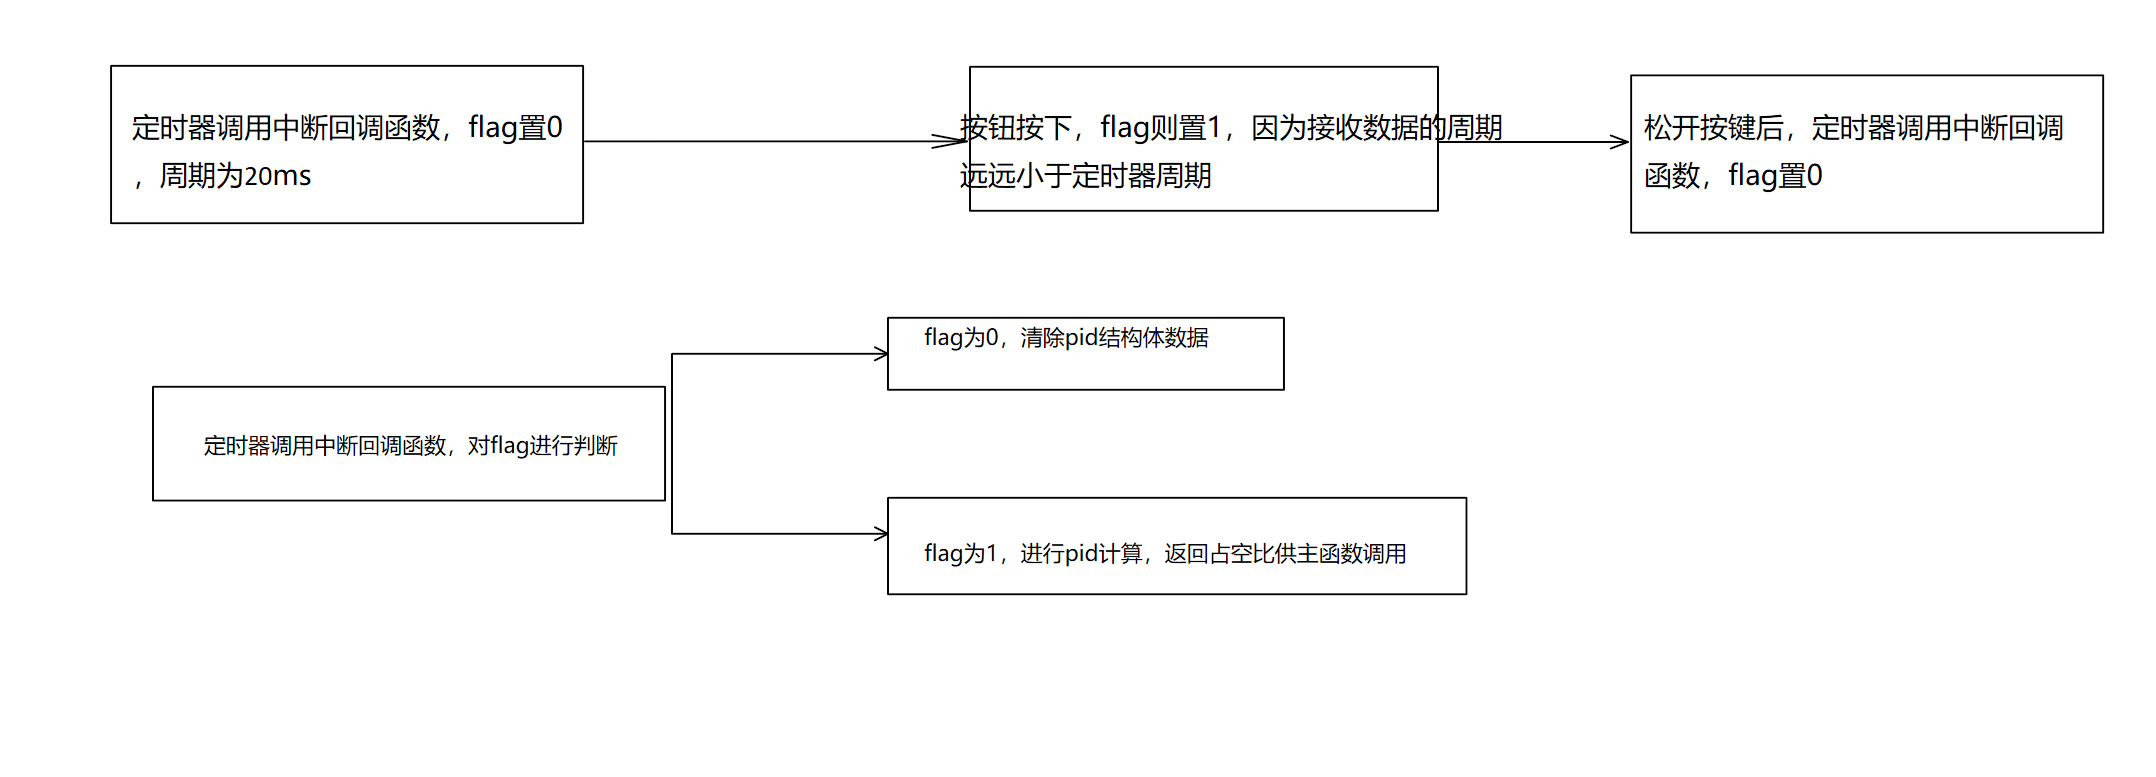 定时器调用中断回调函数，flag置0
，周期为20ms
按钮按下，flag则置1，因为接收数据的周期
远远小于定时器周期
松开按键后，定时器调用中断回调
函数，flag置0
flag为0，清除pid结构体数据
定时器调用中断回调函数，对flag进行判断
flag为1，进行pid计算，返回占空比供主函数调用